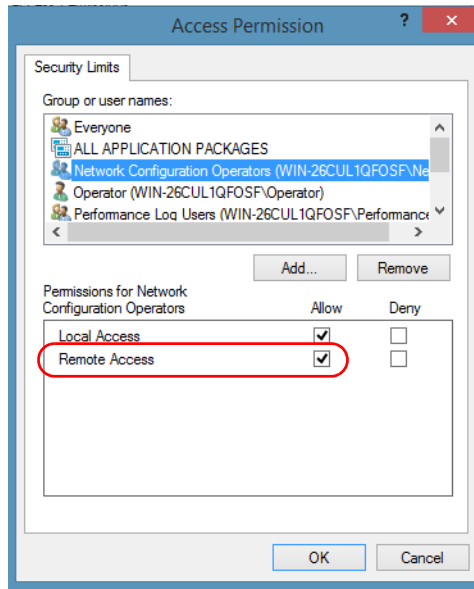 Access Permission
?
×
Security Limits
Group or user names:
Everyone
ALL APPLICATION PACKAGES
Network Configuration Operators (WIN-26CUL1QFOSF\Ne
Operator (WIN-26CUL1QFOSF\Operator)
Performance Log Users (WIN-26CUL1QFOSF\Performance
Add...
Remove
Permissions for Network
Configuration Operators
Allow
Deny
Local Access
Remote Access
OK
Cancel